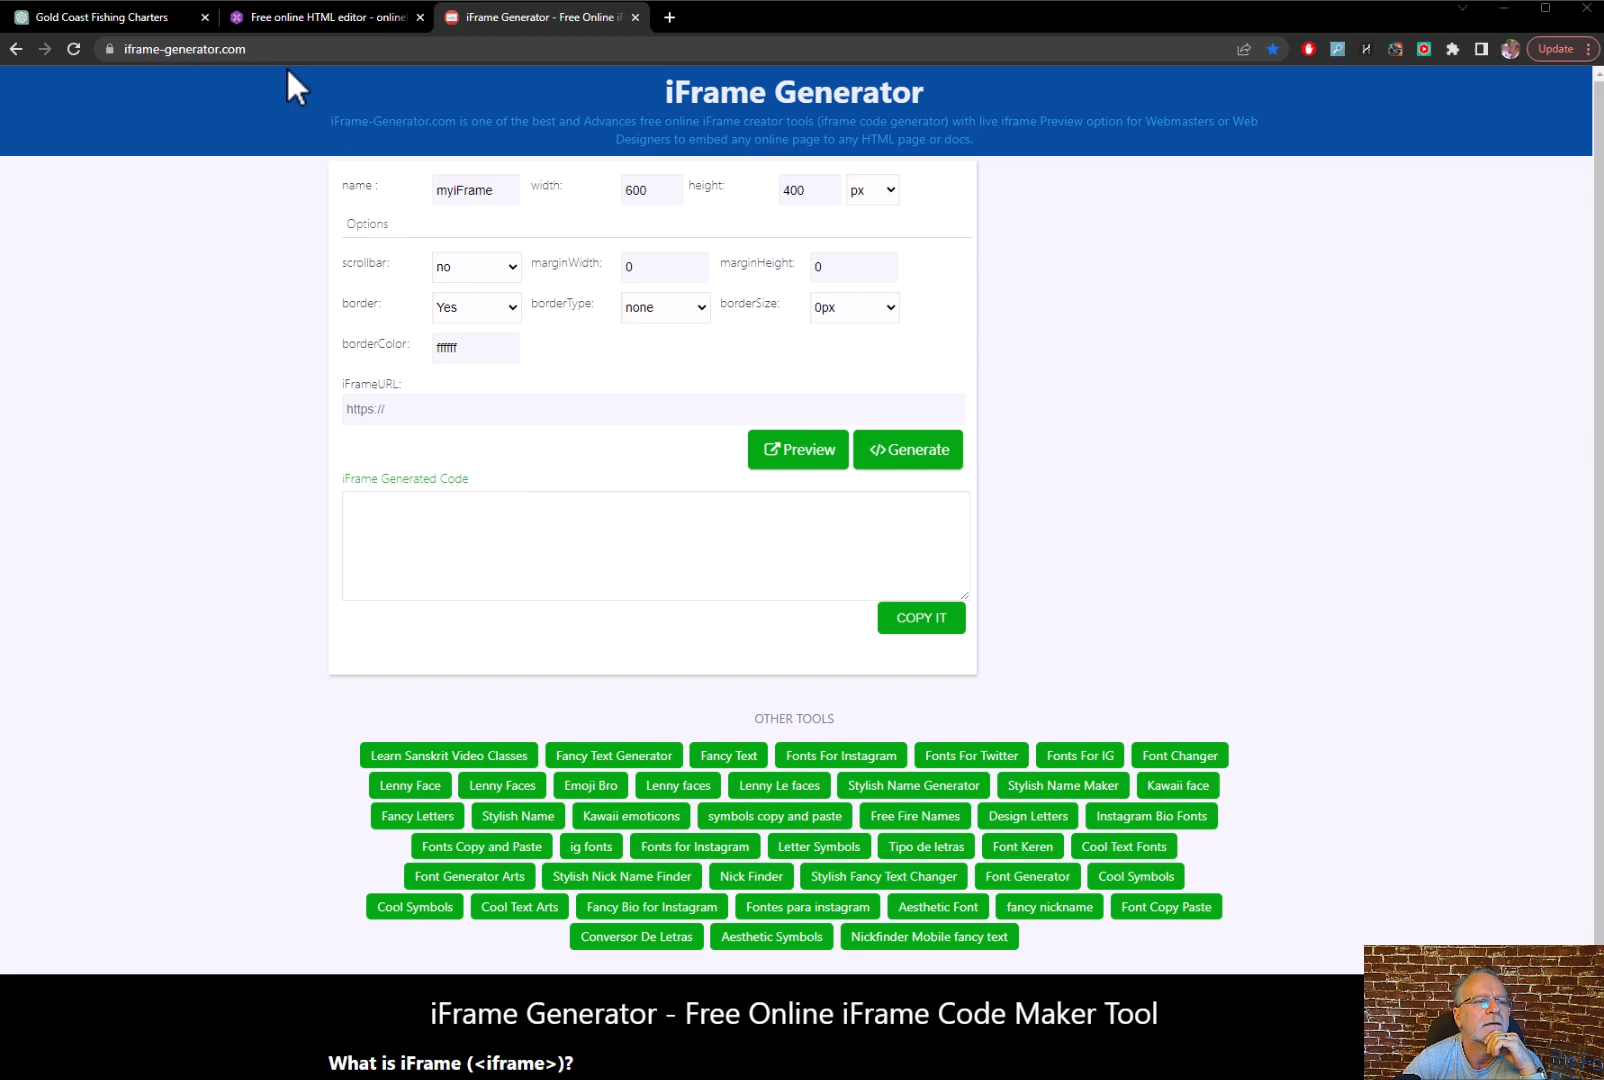 Gold Coast Fishing Charters
Free online HTML editor - onlinel
iFrame Generator - Free Online iF
iframe-generator.com
Update
iFrame Generator
iFrame-Generator.com is one of the best and Advances free online iFrame creator tools (iframe code generator) with live iframe Preview option for Webmasters or Web
Designers to embed any online page to any HTML page or docs.
name : myiFrame width: 600 height: 400 px
Options
scrollbar: no marginWidth: 0 marginHeight: 0
border: Yes borderType: none borderSize: 0px
borderColor: ffffff
iFrameURL:
https://
Preview </>Generate
iFrame Generated Code
COPY IT
OTHER TOOLS
Learn Sanskrit Video Classes Fancy Text Generator Fancy Text Fonts For Instagram Fonts For Twitter Fonts For IG Font Changer
Lenny Face Lenny Faces Emoji Bro Lenny faces Lenny Le faces Stylish Name Generator Stylish Name Maker Kawaii face
Fancy Letters Stylish Name Kawaii emoticons symbols copy and paste Free Fire Names Design Letters Instagram Bio Fonts
Fonts Copy and Paste ig fonts Fonts for Instagram Letter Symbols Tipo de letras Font Keren Cool Text Fonts
Font Generator Arts Stylish Nick Name Finder Nick Finder Stylish Fancy Text Changer Font Generator Cool Symbols
Cool Symbols Cool Text Arts Fancy Bio for Instagram Fontes para instagram Aesthetic Font fancy nickname Font Copy Paste
Conversor De Letras Aesthetic Symbols Nickfinder Mobile fancy text
iFrame Generator - Free Online iFrame Code Maker Tool
What is iFrame (<iframe>)?